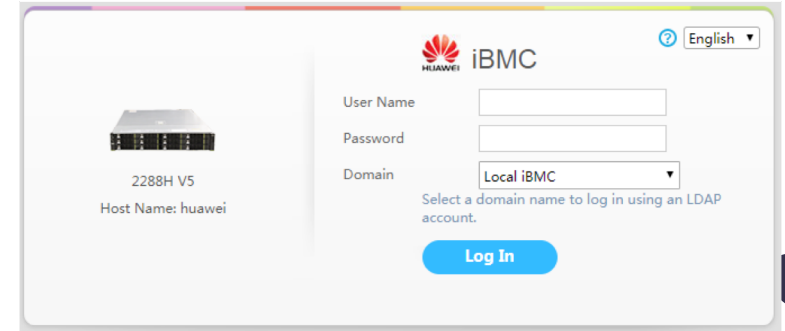 ? English
HUAWEI iBMC
User Name
Password
2288H V5
Domain Local iBMC
Host Name: huawei
Select a domain name to log in using an LDAP
account.
Log In